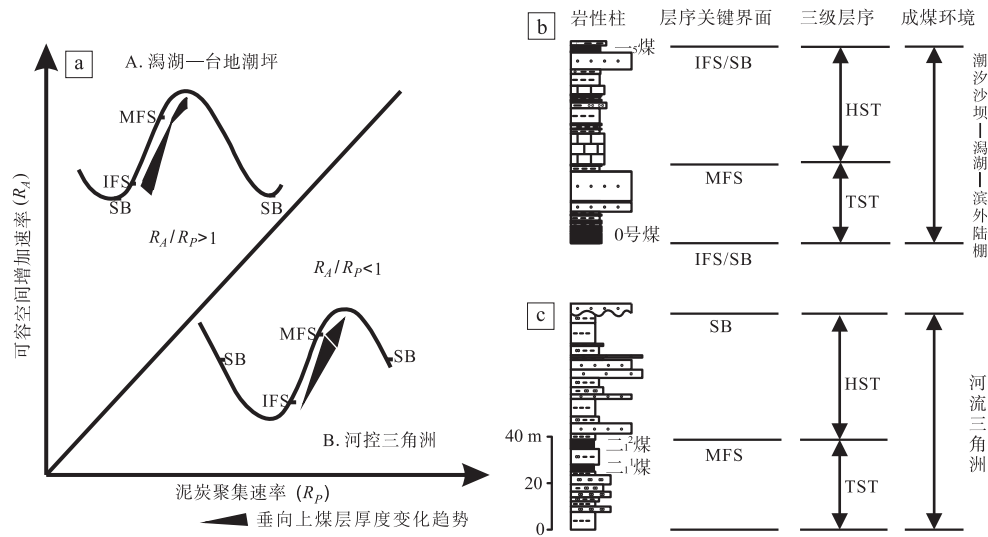 a
A. 潟湖—台地潮坪
MFS
IFS
SB
SB
R_A/R_P>1
R_A/R_P<1
MFS
SB
SB
IFS
B. 河控三角洲
可容空间增加速率(R_A)
泥炭聚集速率 (R_P)
垂向上煤层厚度变化趋势
b
岩性柱 层序关键界面 三级层序 成煤环境
一₅煤
IFS/SB
HST
MFS
TST
0号煤
IFS/SB
潮汐沙坝—潟湖—滨外陆棚
c
SB
HST
40 m
二₁²煤
MFS
二₁¹煤
20
TST
0
河流三角洲